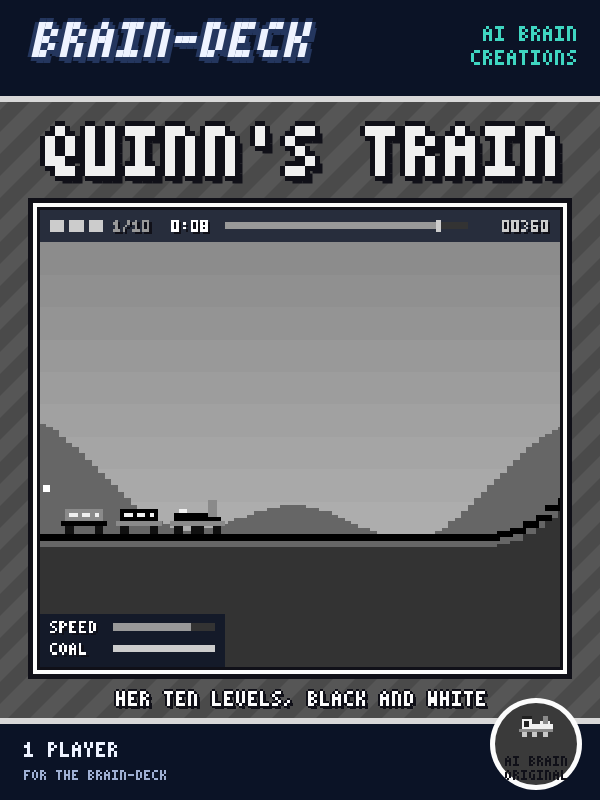 BRAIN-DECK
AI BRAIN
CREATIONS
QUINN'S TRAIN
1/10 0:08 00360
SPEED
COAL
HER TEN LEVELS, BLACK AND WHITE
1 PLAYER
FOR THE BRAIN-DECK
AI BRAIN
ORIGINAL